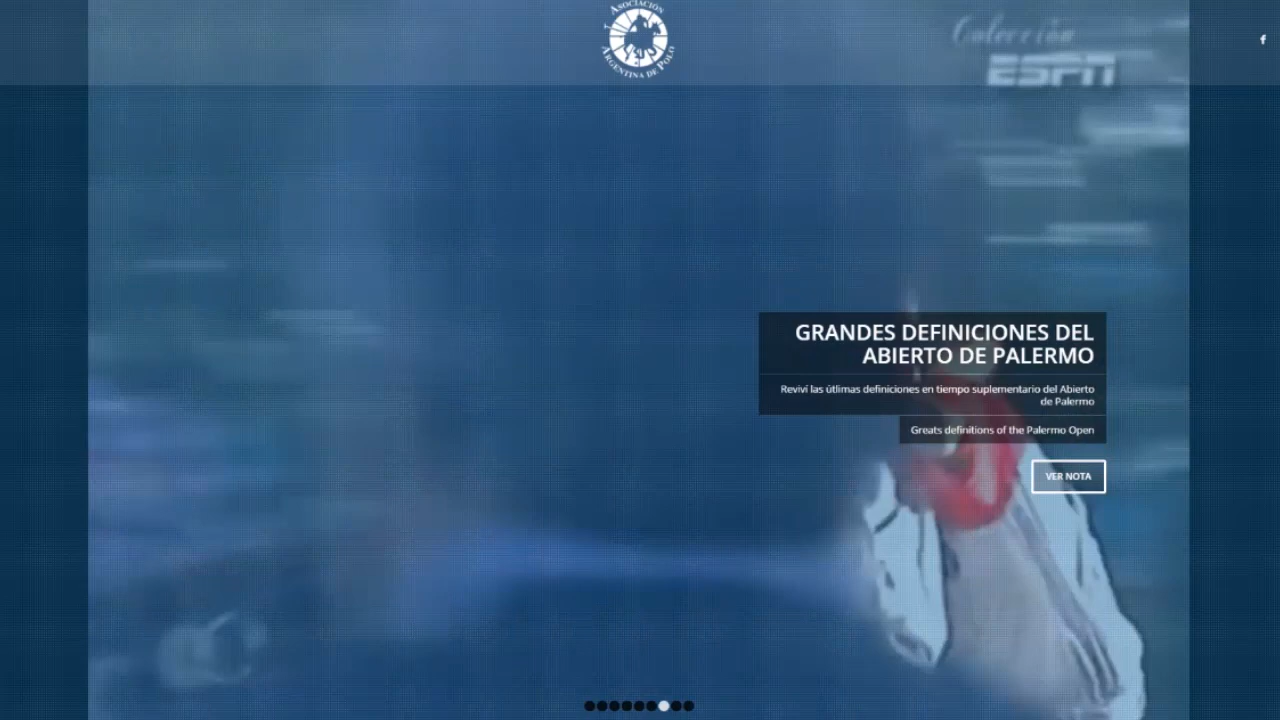 ASOCIACIÓN
ARGENTINA DE POLO
Colección
ESPN
f
GRANDES DEFINICIONES DEL
ABIERTO DE PALERMO
Reviví las útlimas definiciones en tiempo suplementario del Abierto
de Palermo
Greats definitions of the Palermo Open
VER NOTA